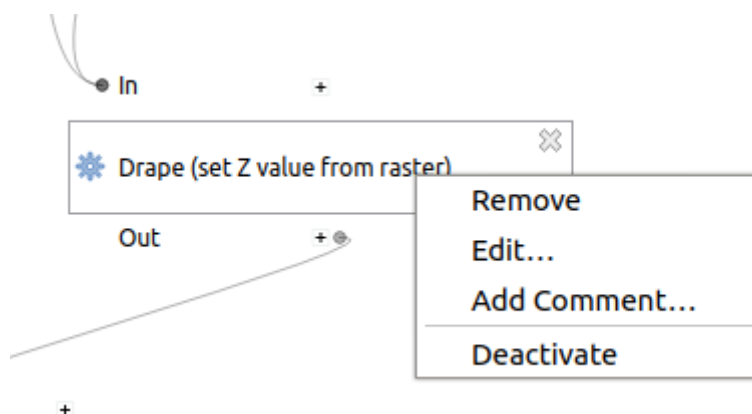 In
+
Drape (set Z value from raster)
Remove
Edit…
Add Comment…
Deactivate
Out
+
+